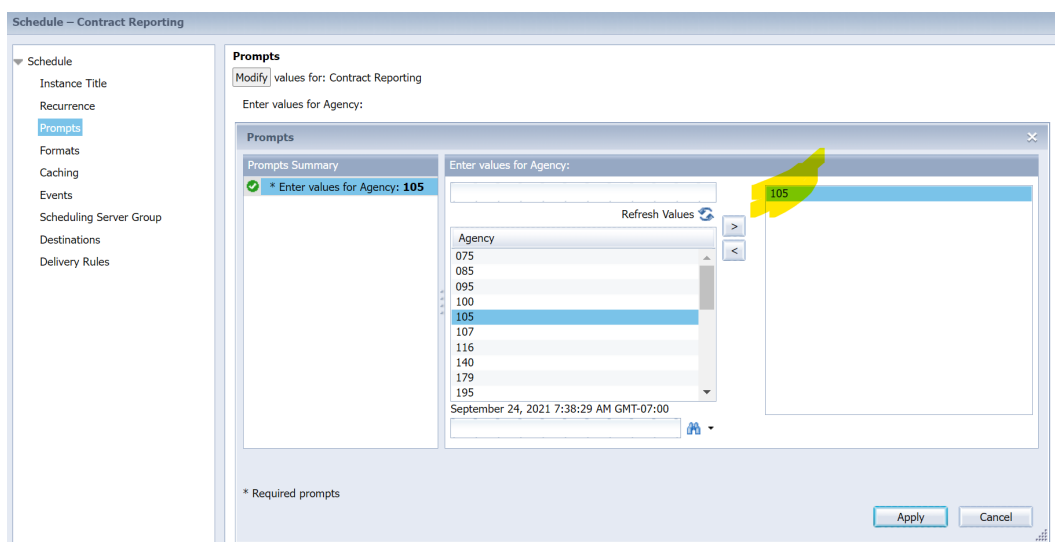 Schedule – Contract Reporting
Schedule
Instance Title
Recurrence
Prompts
Formats
Caching
Events
Scheduling Server Group
Destinations
Delivery Rules
Prompts
Modify values for: Contract Reporting
Enter values for Agency:
Prompts
Prompts Summary
* Enter values for Agency: 105
Enter values for Agency:
Refresh Values
Agency
075
085
095
100
105
107
116
140
179
195
September 24, 2021 7:38:29 AM GMT-07:00
>
<
105
* Required prompts
Apply Cancel